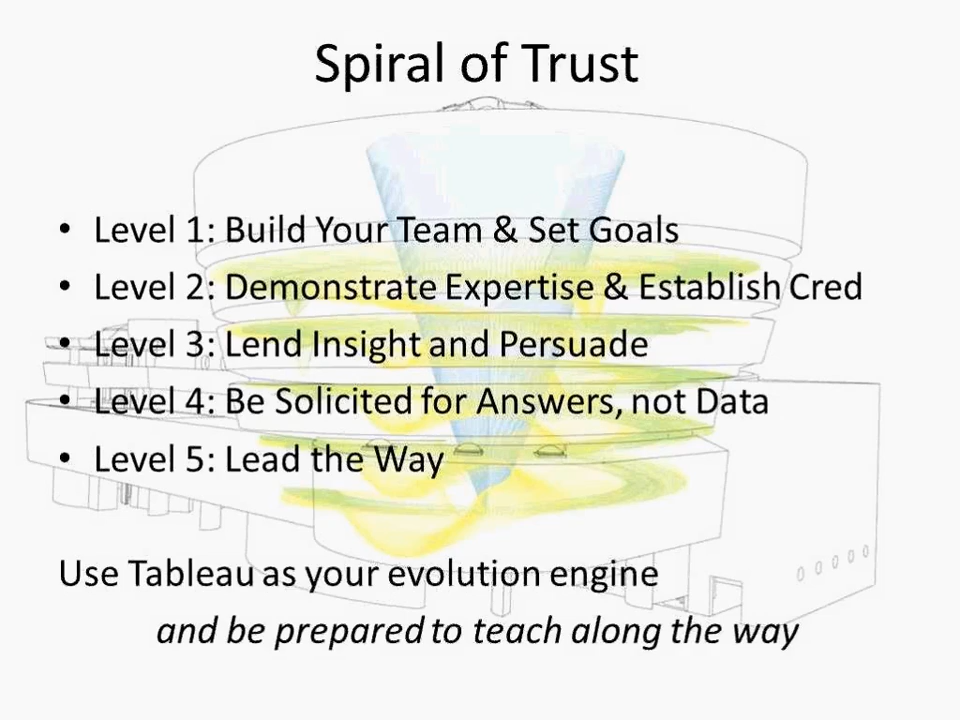 Spiral of Trust
• Level 1: Build Your Team & Set Goals
• Level 2: Demonstrate Expertise & Establish Cred
• Level 3: Lend Insight and Persuade
• Level 4: Be Solicited for Answers, not Data
• Level 5: Lead the Way
Use Tableau as your evolution engine
and be prepared to teach along the way